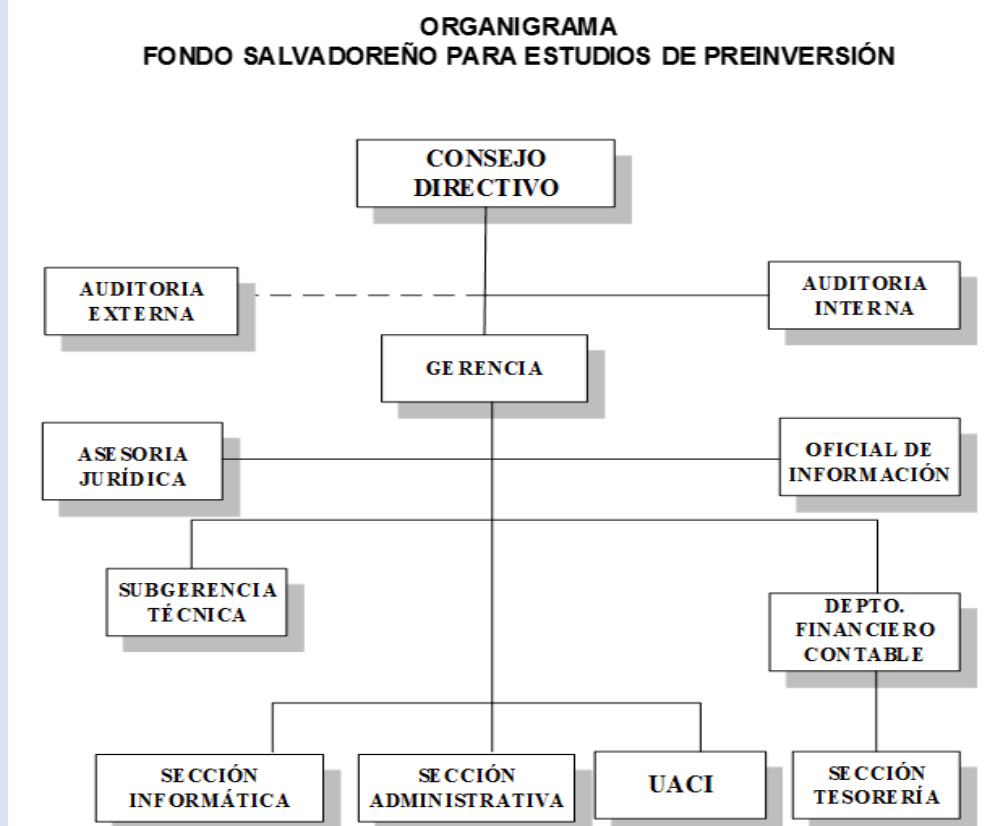 ORGANIGRAMA
FONDO SALVADOREÑO PARA ESTUDIOS DE PREINVERSIÓN
CONSEJO
DIRECTIVO
AUDITORIA
EXTERNA
AUDITORIA
INTERNA
GERENCIA
ASESORIA
JURÍDICA
OFICIAL DE
INFORMACIÓN
SUBGERENCIA
TÉCNICA
DEPTO.
FINANCIERO
CONTABLE
SECCIÓN
INFORMÁTICA
SECCIÓN
ADMINISTRATIVA
UACI
SECCIÓN
TESORERÍA